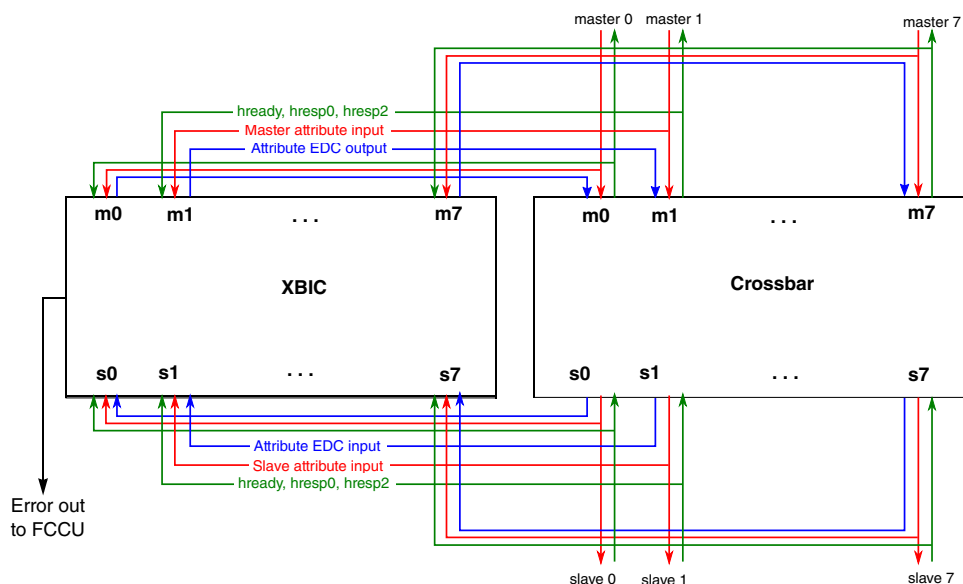 master 0
master 1
master 7
hready, hresp0, hresp2
Master attribute input
Attribute EDC output
m0
m1
. . .
m7
m0
m1
. . .
m7
XBIC
Crossbar
s0
s1
. . .
s7
s0
s1
. . .
s7
Attribute EDC input
Slave attribute input
hready, hresp0, hresp2
Error out
to FCCU
slave 0
slave 1
slave 7